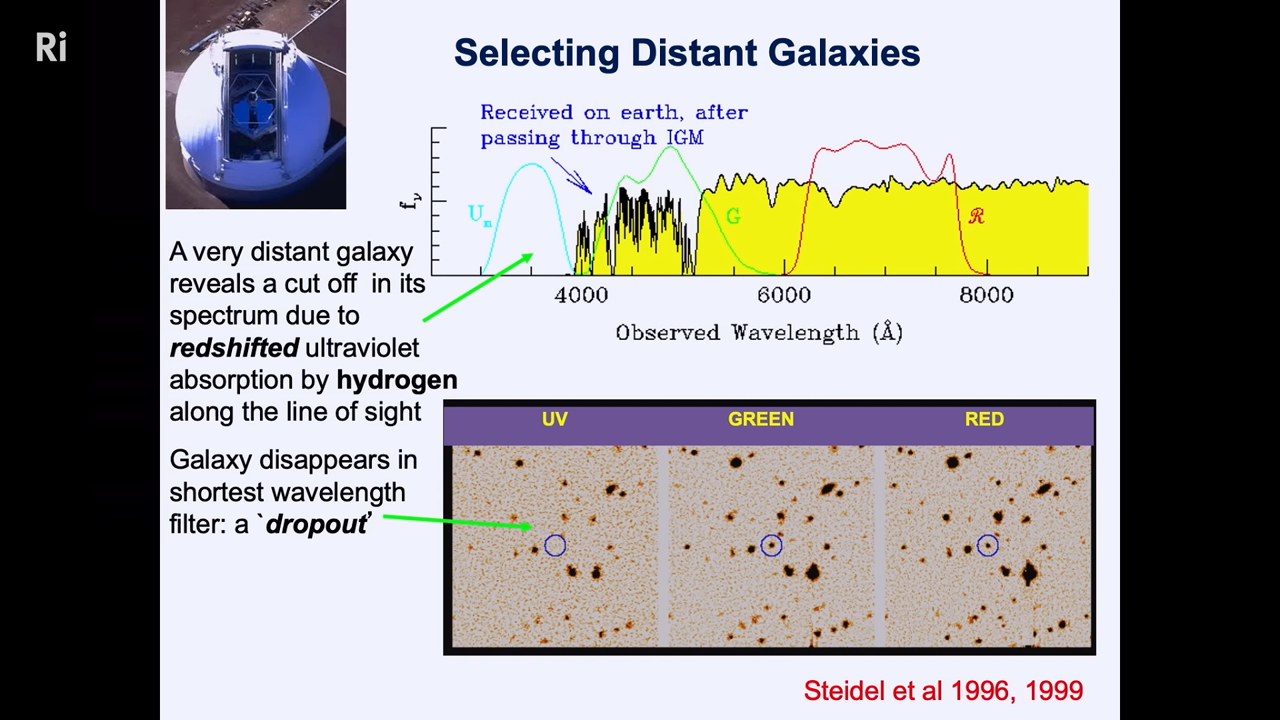 Ri
Selecting Distant Galaxies
Received on earth, after
passing through IGM
fν
Un
G
ℛ
4000 6000 8000
Observed Wavelength (Å)
A very distant galaxy
reveals a cut off in its
spectrum due to
redshifted ultraviolet
absorption by hydrogen
along the line of sight
Galaxy disappears in
shortest wavelength
filter: a `dropout’
UV GREEN RED
Steidel et al 1996, 1999